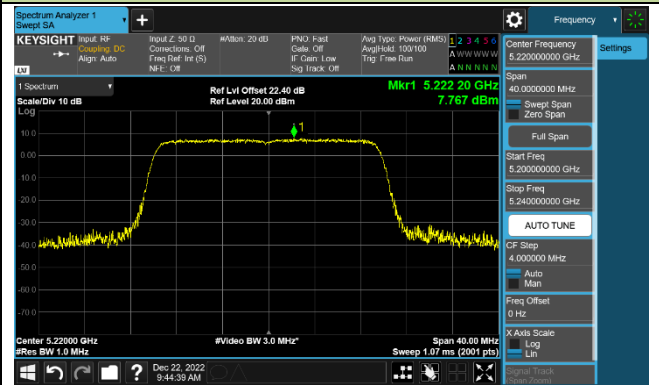 Spectrum Analyzer 1
Swept SA
Frequency
KEYSIGHT
Input: RF
Coupling: DC
Align: Auto
Input Z: 50 Ω
Corrections: Off
Freq Ref: Int (S)
NFE: Off
#Atten: 20 dB
PNO: Fast
Gate: Off
IF Gain: Low
Sig Track: Off
Avg Type: Power (RMS)
Avg|Hold: 100/100
Trig: Free Run
1 2 3 4 5 6
A W W W W W
A N N N N N
LXI
1 Spectrum
Scale/Div 10 dB
Ref Lvl Offset 22.40 dB
Ref Level 20.00 dBm
Mkr1 5.222 20 GHz
7.767 dBm
Log
1
10.0
0.00
-10.0
-20.0
-30.0
-40.0
-50.0
-60.0
-70.0
Center 5.22000 GHz
#Res BW 1.0 MHz
#Video BW 3.0 MHz*
Span 40.00 MHz
Sweep 1.07 ms (2001 pts)
Dec 22, 2022
9:44:39 AM
Center Frequency
5.220000000 GHz
Settings
Span
40.0000000 MHz
Swept Span
Zero Span
Full Span
Start Freq
5.200000000 GHz
Stop Freq
5.240000000 GHz
AUTO TUNE
CF Step
4.000000 MHz
Auto
Man
Freq Offset
0 Hz
X Axis Scale
Log
Lin
Signal Track
(Span Zoom)